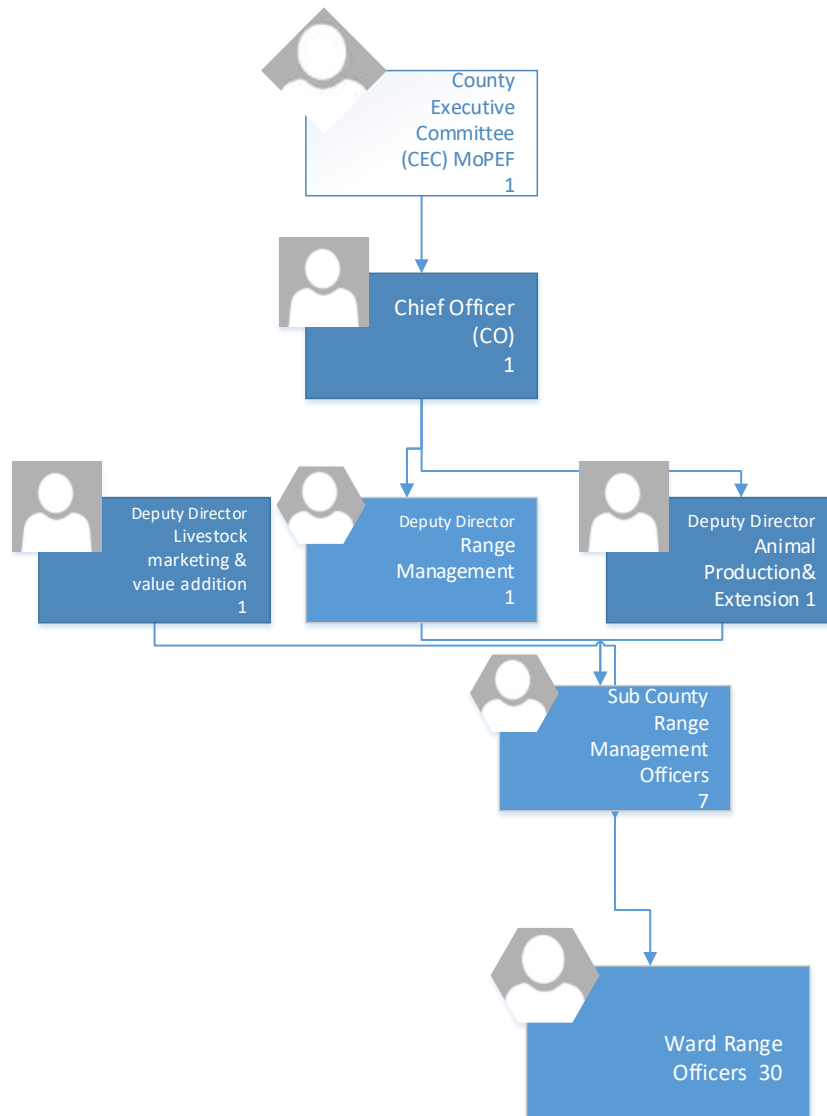 County
Executive
Committee
(CEC) MoPEF
1
Chief Officer
(CO)
1
Deputy Director
Livestock
marketing &
value addition
1
Deputy Director
Range
Management
1
Deputy Director
Animal
Production&
Extension 1
Sub County
Range
Management
Officers
7
Ward Range
Officers 30